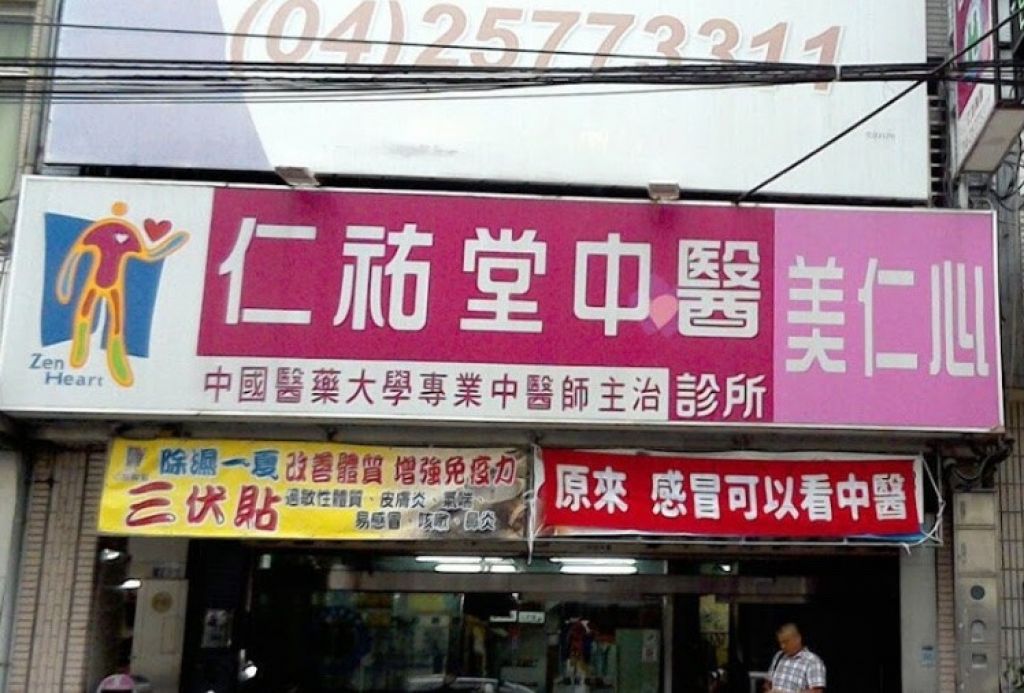 (04)25773311
仁祐堂中醫診所
美仁心
Zen
Heart
中國醫藥大學專業中醫師主治
除濕一夏 改善體質 增強免疫力
三伏貼
過敏性體質、皮膚炎、氣喘、
易感冒、咳嗽、鼻炎
原來 感冒可以看中醫